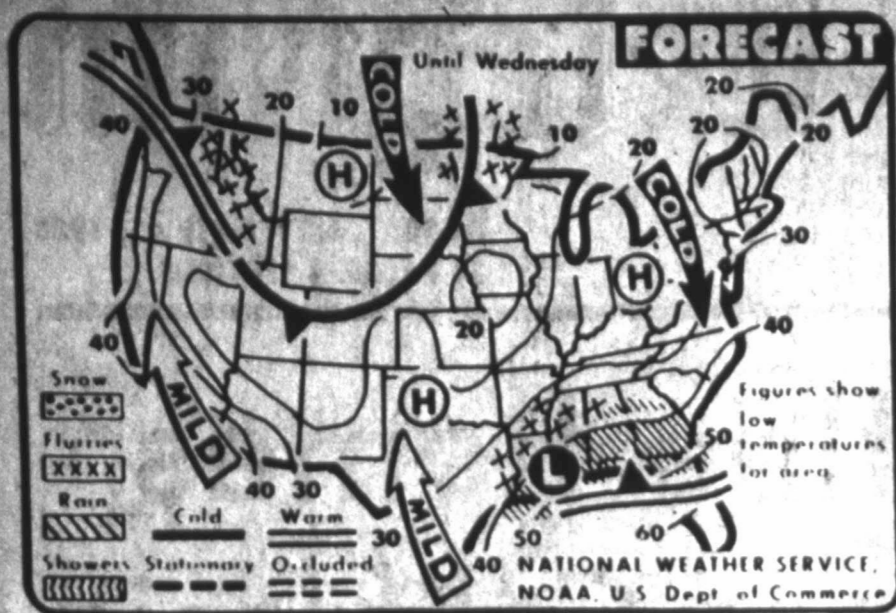 FORECAST
Until Wednesday
COLD
30
20
10
40
H
10
20
20
20
20
COLD
H
30
40
20
40
MILD
H
Snow
Flurries
XXXX
Rain
Showers
Cold
Warm
Stationary
Occluded
40
30
30
MILD
40
50
L
50
60
Figures show
low
temperatures
for area
NATIONAL WEATHER SERVICE,
NOAA, U S Dept of Commerce